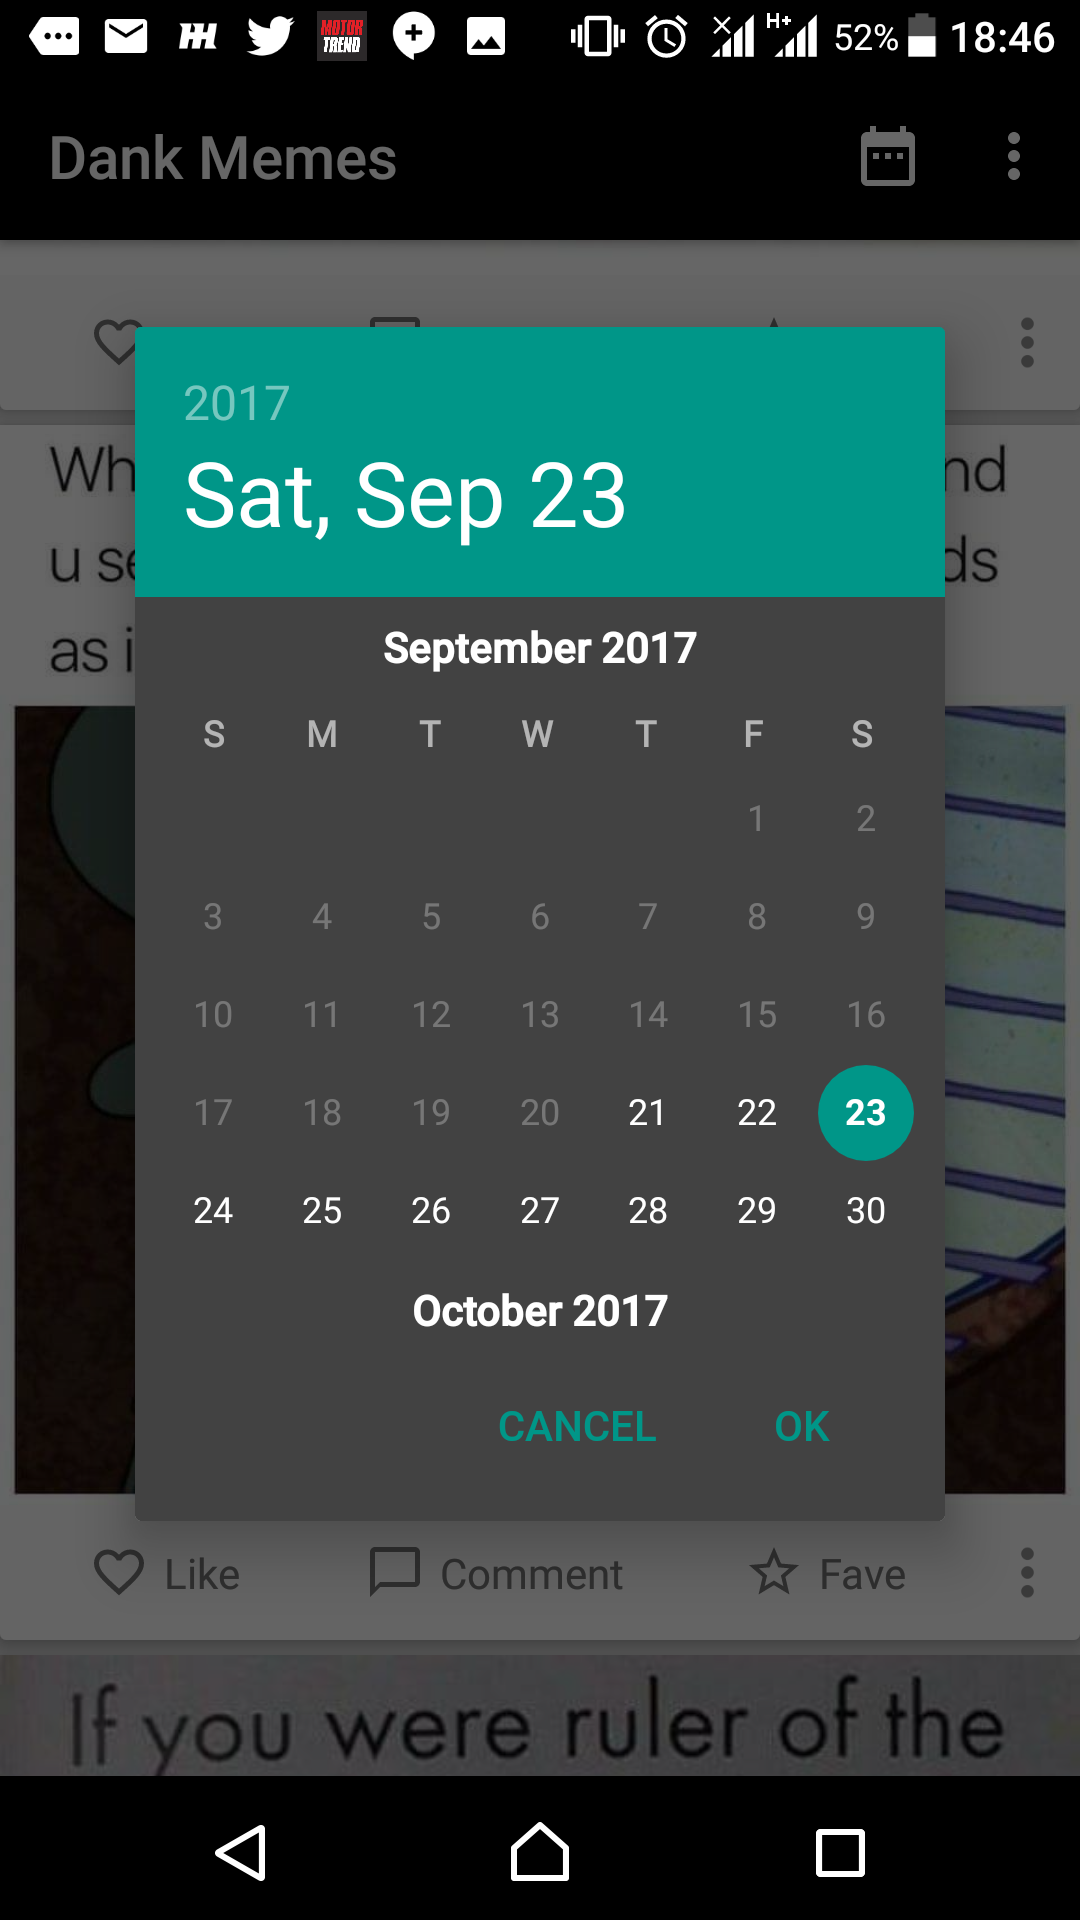 MOTOR
TREND
H+
52%
18:46
Dank Memes
2017
Sat, Sep 23
Wh
nd
u se
ds
as i
September 2017
S M T W T F S
1 2
3 4 5 6 7 8 9
10 11 12 13 14 15 16
17 18 19 20 21 22 23
24 25 26 27 28 29 30
October 2017
CANCEL OK
Like Comment Fave
If you were ruler of the